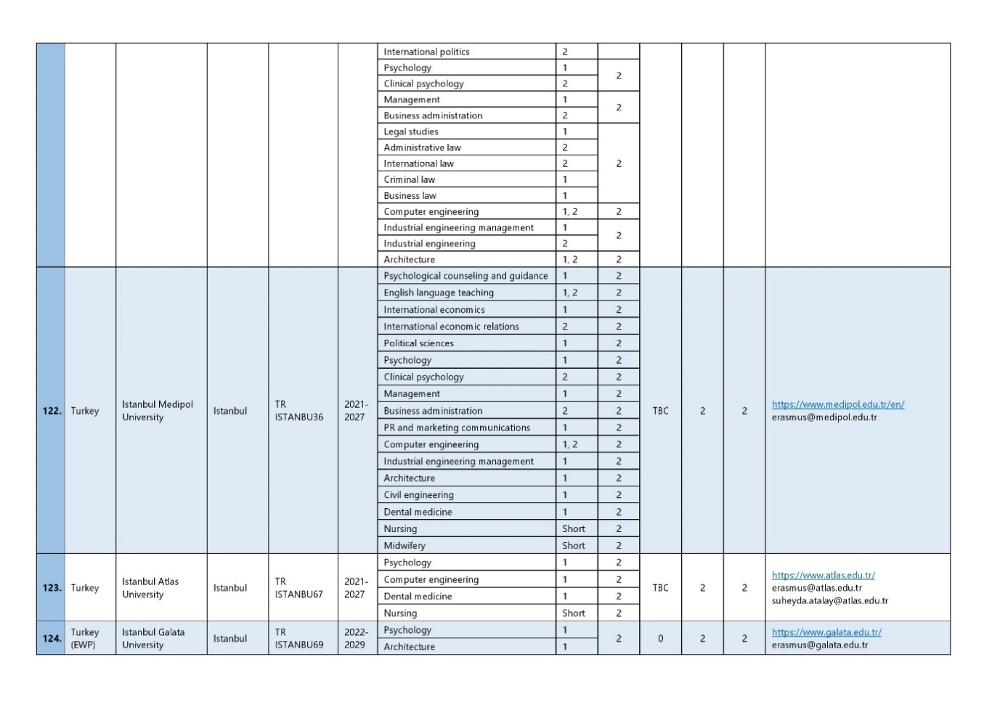 International politics 2
Psychology 1 2
Clinical psychology 2
Management 1 2
Business administration 2
Legal studies 1 2
Administrative law 2
International law 2
Criminal law 1
Business law 1
Computer engineering 1, 2 2
Industrial engineering management 1 2
Industrial engineering 2
Architecture 1, 2 2
122. Turkey Istanbul Medipol University Istanbul TR ISTANBU36 2021-2027
Psychological counseling and guidance 1 2
English language teaching 1, 2 2
International economics 1 2
International economic relations 2 2
Political sciences 1 2
Psychology 1 2
Clinical psychology 2 2
Management 1 2
Business administration 2 2
PR and marketing communications 1 2
Computer engineering 1, 2 2
Industrial engineering management 1 2
Architecture 1 2
Civil engineering 1 2
Dental medicine 1 2
Nursing Short 2
Midwifery Short 2
TBC 2 2
https://www.medipol.edu.tr/en/
erasmus@medipol.edu.tr
123. Turkey Istanbul Atlas University Istanbul TR ISTANBU67 2021-2027
Psychology 1 2
Computer engineering 1 2
Dental medicine 1 2
Nursing Short 2
TBC 2 2
https://www.atlas.edu.tr/
erasmus@atlas.edu.tr
suheyda.atalay@atlas.edu.tr
124. Turkey (EWP) Istanbul Galata University Istanbul TR ISTANBU69 2022-2029
Psychology 1 2
Architecture 1
0 2 2
https://www.galata.edu.tr/
erasmus@galata.edu.tr